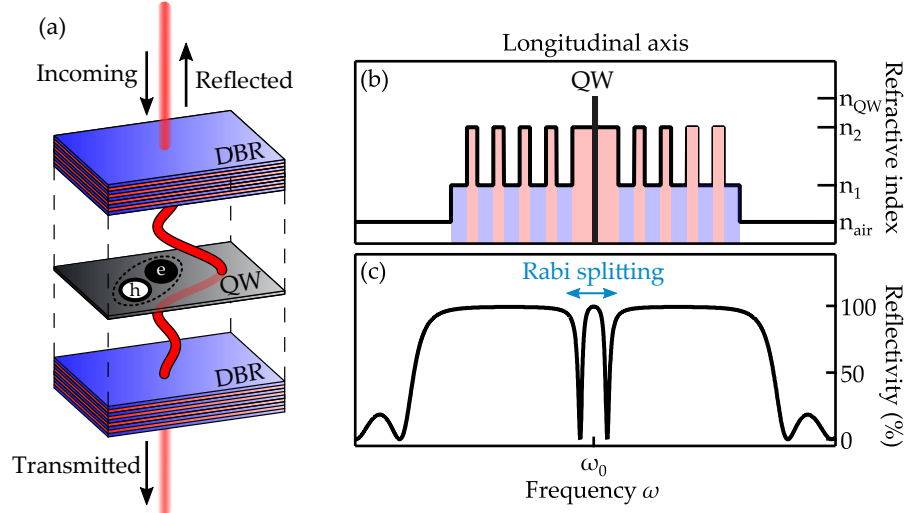 (a)
Incoming
Reflected
DBR
e
h
QW
DBR
Transmitted
Longitudinal axis
(b)
QW
n_QW
n_2
n_1
n_air
Refractive index
(c)
Rabi splitting
100
50
0
Reflectivity (%)
ω_0
Frequency ω